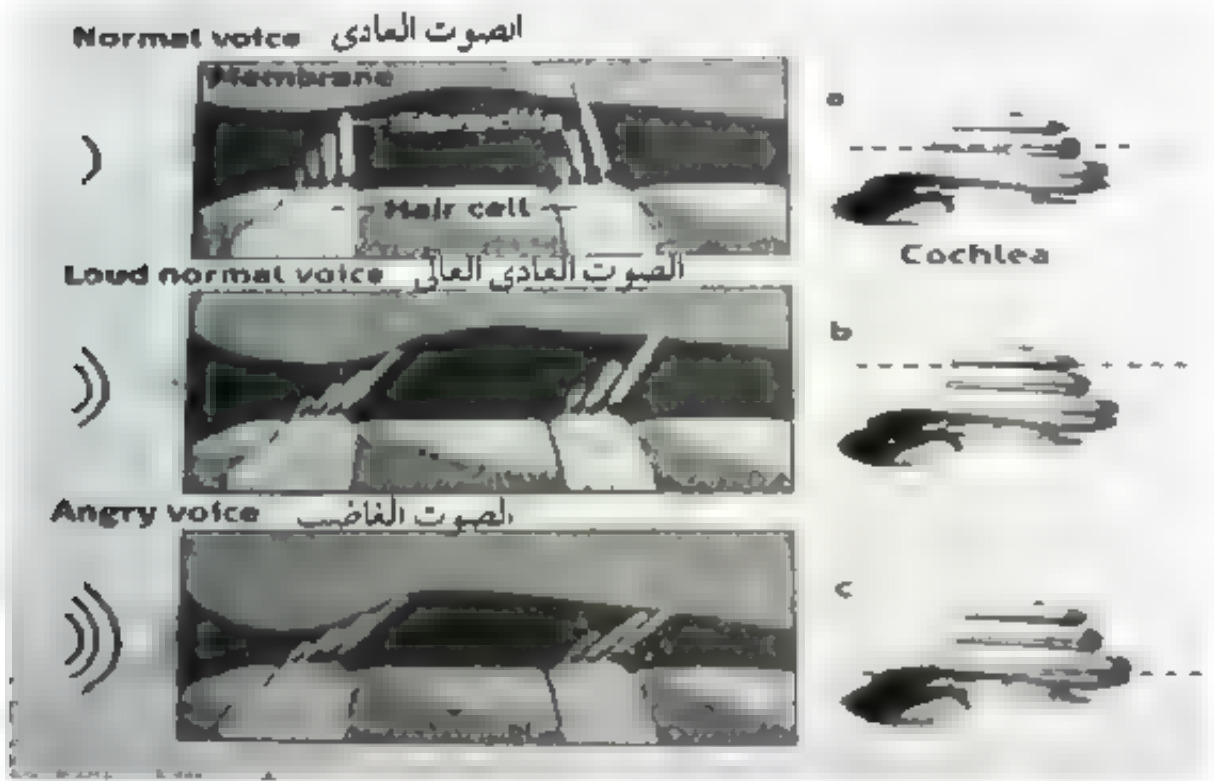 Normal voice الصوت العادى
Membrane
a
Hair cell
Cochlea
Loud normal voice الصوت العادى العالى
b
Angry voice الصوت الغاضب
c